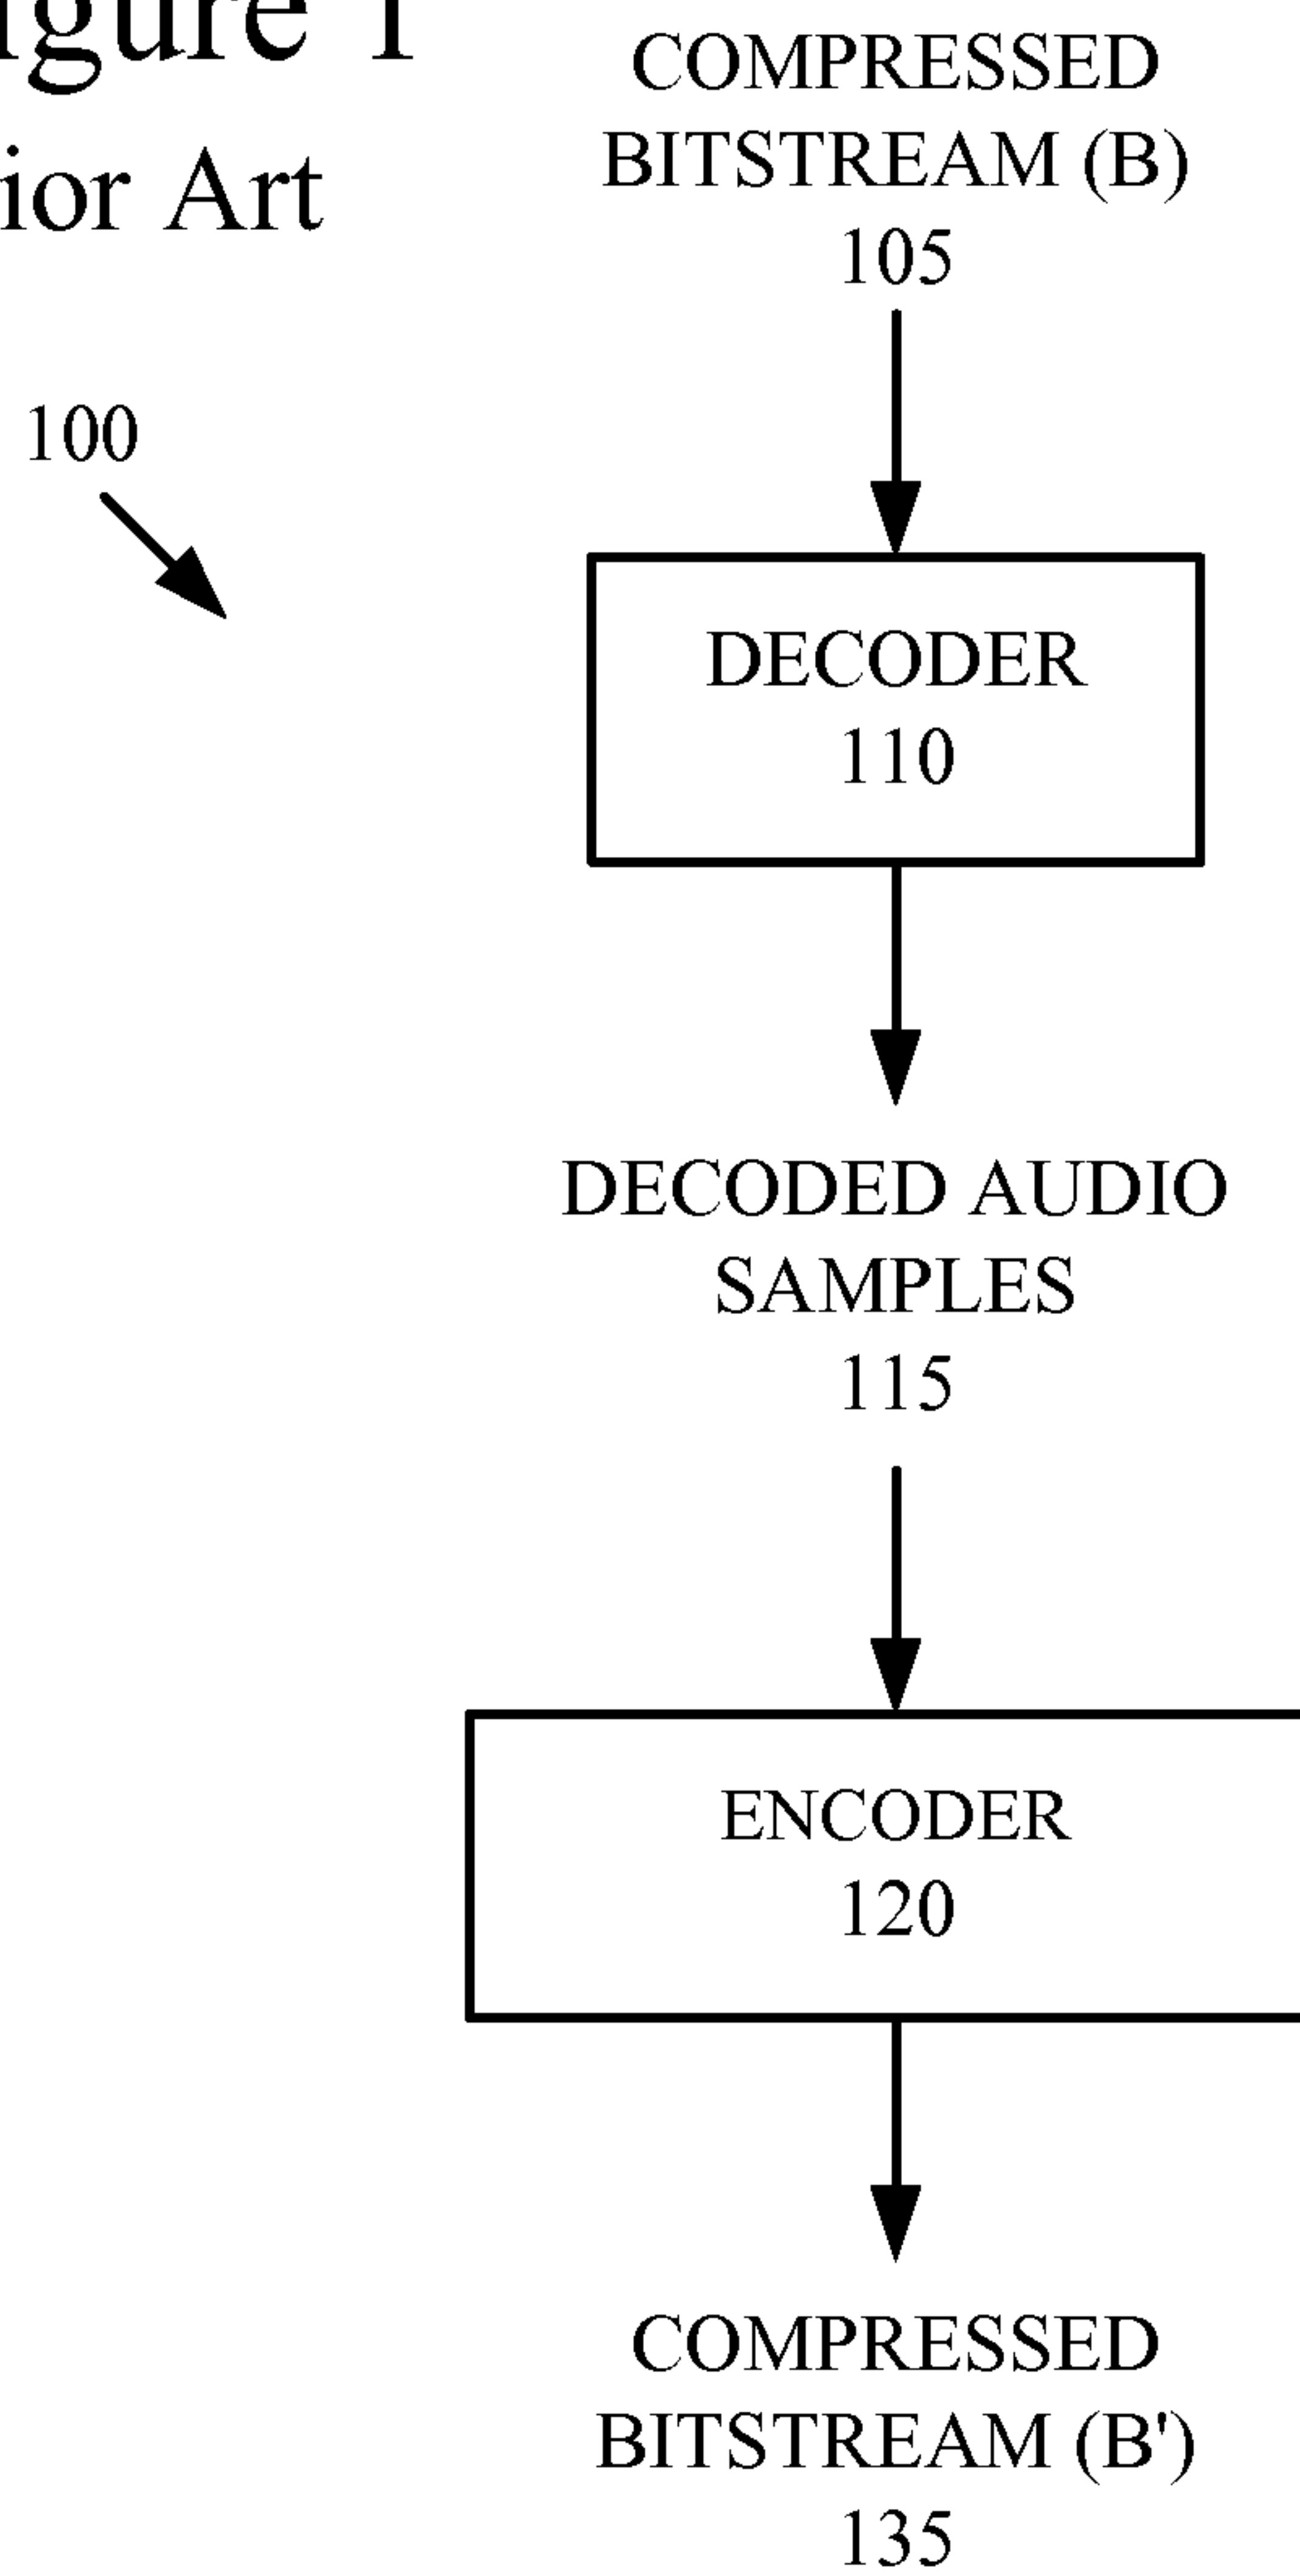 igure 1
ior Art
100
COMPRESSED
BITSTREAM (B)
105
DECODER
110
DECODED AUDIO
SAMPLES
115
ENCODER
120
COMPRESSED
BITSTREAM (B')
135